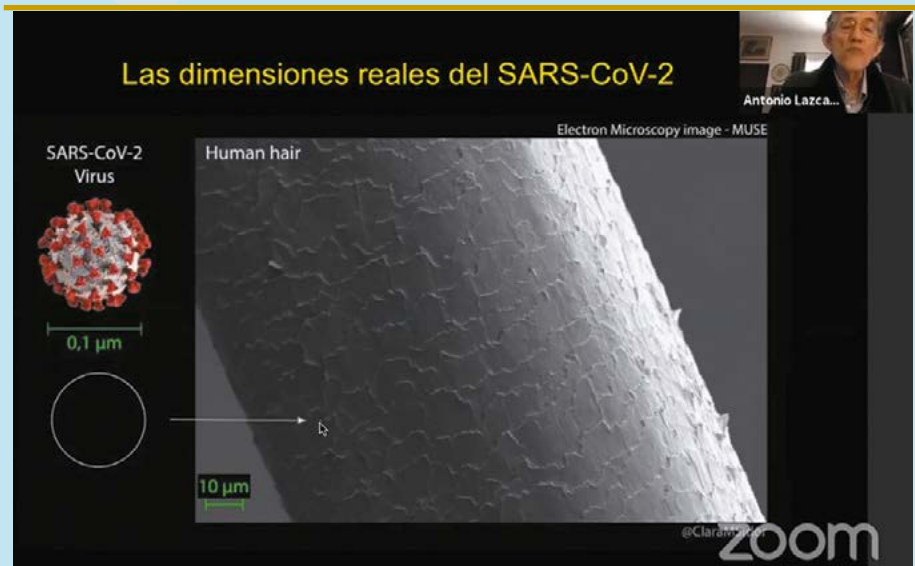 Las dimensiones reales del SARS-CoV-2
Antonio Lazca...
Electron Microscopy image - MUSE
SARS-CoV-2
Virus
Human hair
0,1 μm
10 μm
zoom